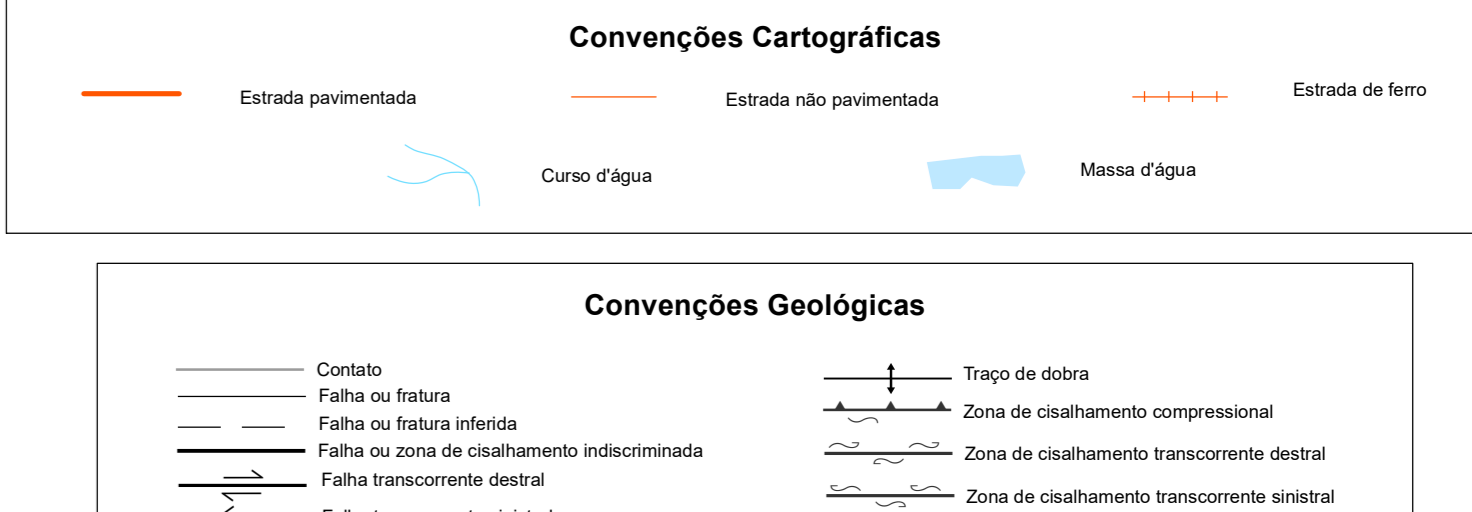 Convenções Cartográficas
Estrada pavimentada
Estrada não pavimentada
Estrada de ferro
Curso d'água
Massa d'água
Convenções Geológicas
Contato
Falha ou fratura
Falha ou fratura inferida
Falha ou zona de cisalhamento indiscriminada
Falha transcorrente destral
Traço de dobra
Zona de cisalhamento compressional
Zona de cisalhamento transcorrente destral
Zona de cisalhamento transcorrente sinistral